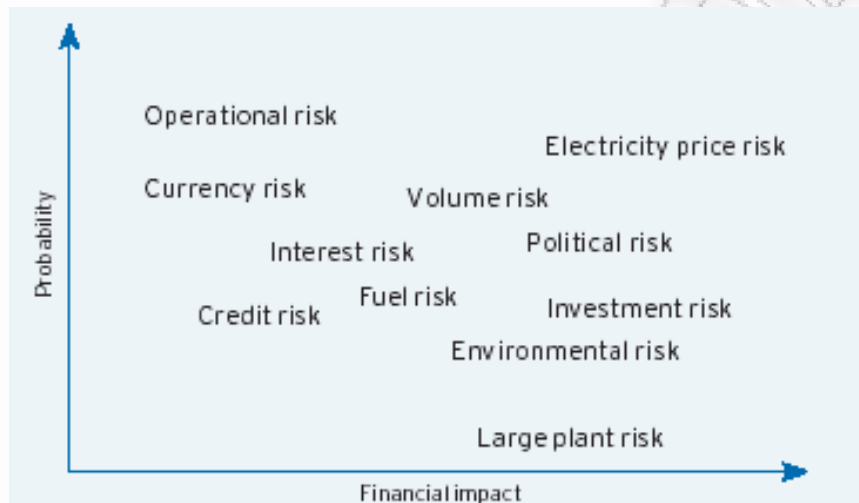 Operational risk
Electricity price risk
Currency risk
Volume risk
Political risk
Interest risk
Fuel risk
Investment risk
Credit risk
Environmental risk
Large plant risk
Probability
Financial impact